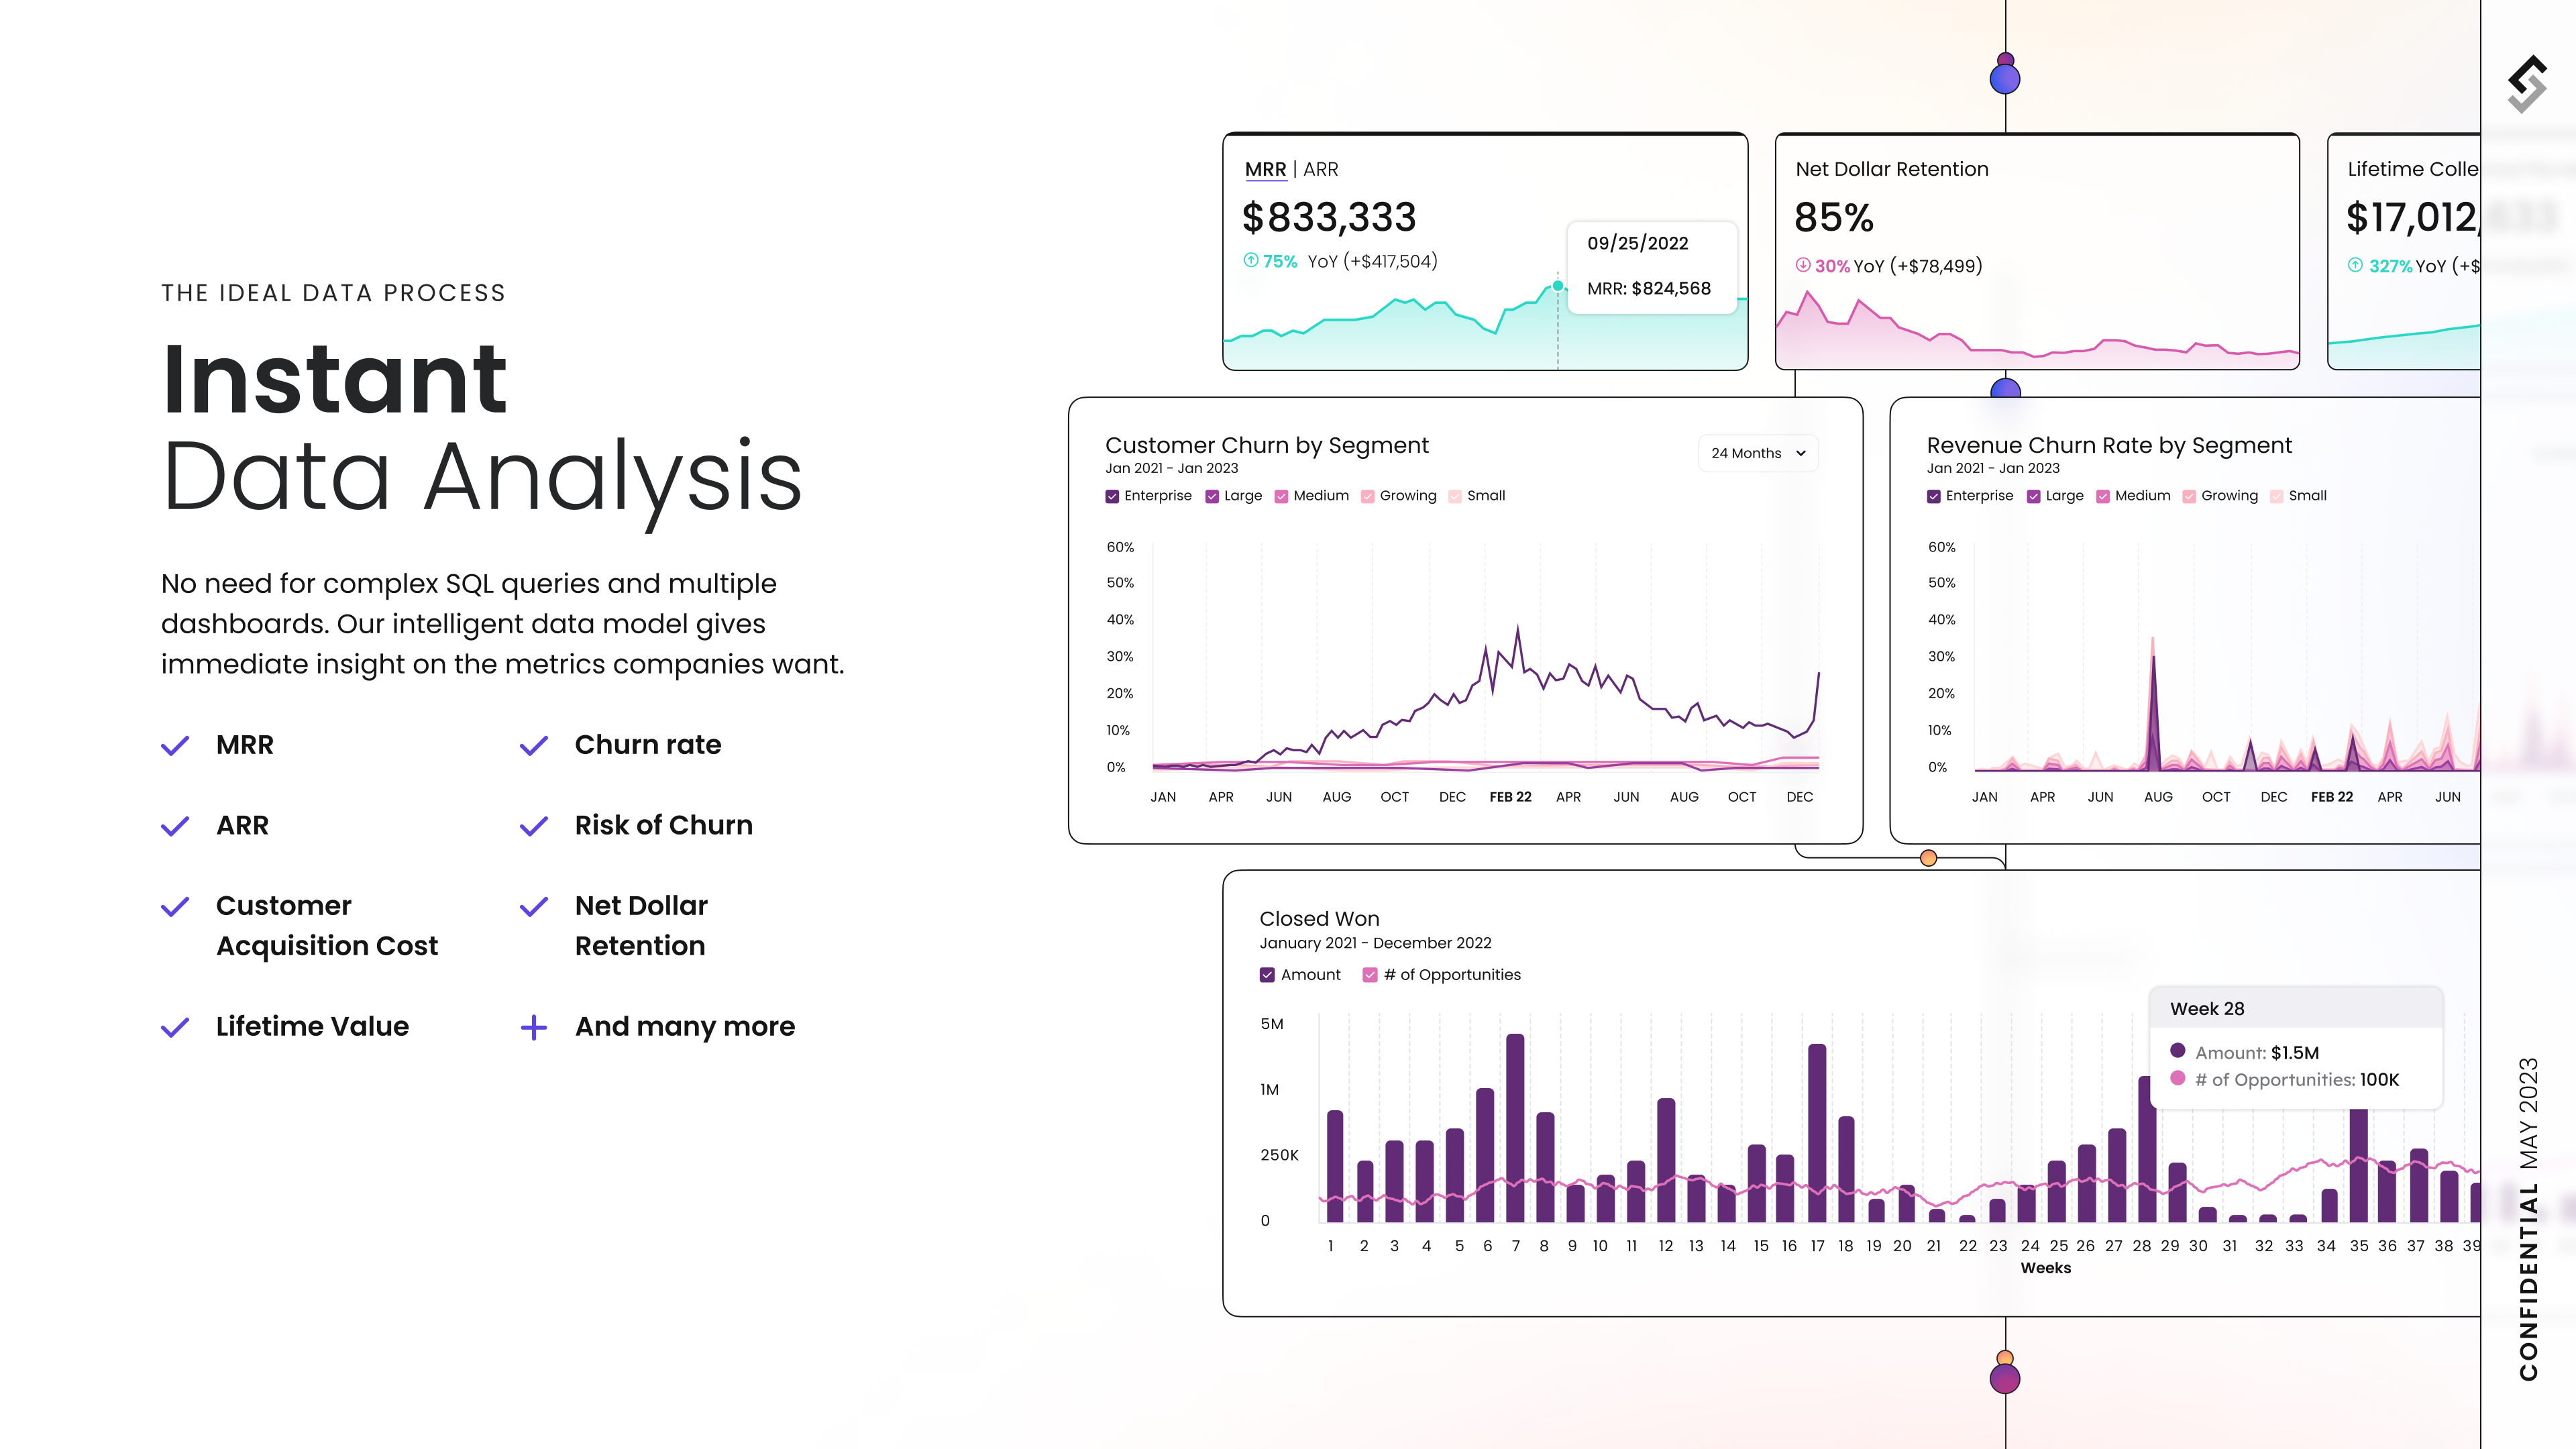 THE IDEAL DATA PROCESS
Instant
Data Analysis
No need for complex SQL queries and multiple
dashboards. Our intelligent data model gives
immediate insight on the metrics companies want.
MRR
Churn rate
ARR
Risk of Churn
Customer
Acquisition Cost
Net Dollar
Retention
Lifetime Value
And many more
MRR | ARR
$833,333
75% YoY (+$417,504)
09/25/2022
MRR: $824,568
Net Dollar Retention
85%
30% YoY (+$78,499)
Lifetime Colle
$17,012,
327% YoY (+$
Customer Churn by Segment
Jan 2021 - Jan 2023
24 Months
Enterprise Large Medium Growing Small
60%
50%
40%
30%
20%
10%
0%
JAN APR JUN AUG OCT DEC FEB 22 APR JUN AUG OCT DEC
Revenue Churn Rate by Segment
Jan 2021 - Jan 2023
Enterprise Large Medium Growing Small
60%
50%
40%
30%
20%
10%
0%
JAN APR JUN AUG OCT DEC FEB 22 APR JUN
Closed Won
January 2021 - December 2022
Amount # of Opportunities
5M
1M
250K
0
Week 28
Amount: $1.5M
# of Opportunities: 100K
1 2 3 4 5 6 7 8 9 10 11 12 13 14 15 16 17 18 19 20 21 22 23 24 25 26 27 28 29 30 31 32 33 34 35 36 37 38 39
Weeks
CONFIDENTIAL MAY 2023